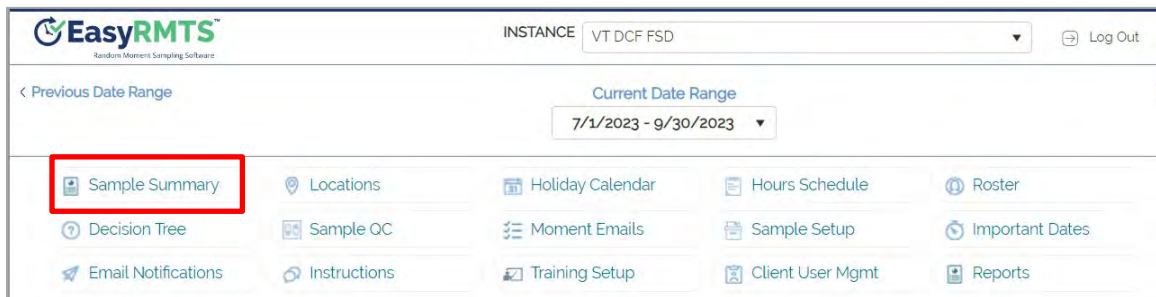 EasyRMTS™
Random Moment Sampling Software
INSTANCE VT DCF FSD
Log Out
< Previous Date Range
Current Date Range
7/1/2023 - 9/30/2023
Sample Summary Locations Holiday Calendar Hours Schedule Roster
Decision Tree Sample QC Moment Emails Sample Setup Important Dates
Email Notifications Instructions Training Setup Client User Mgmt Reports